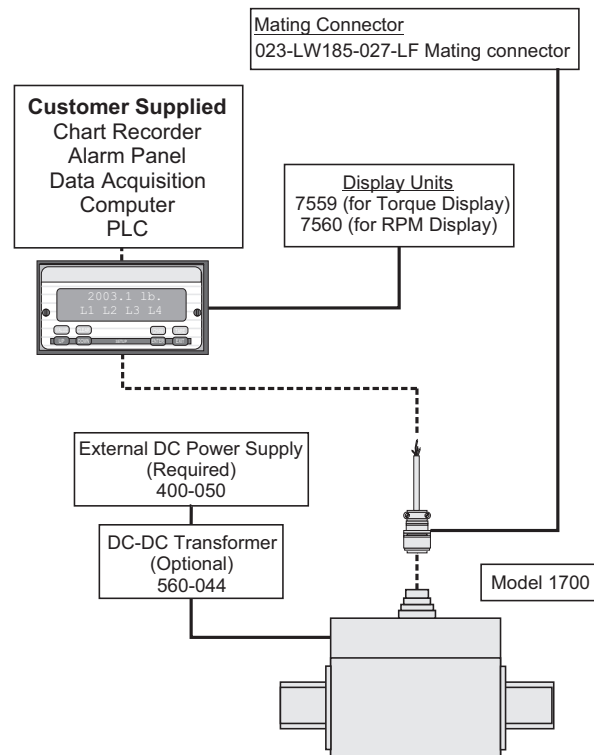 Mating Connector
023-LW185-027-LF Mating connector
Customer Supplied
Chart Recorder
Alarm Panel
Data Acquisition
Computer
PLC
Display Units
7559 (for Torque Display)
7560 (for RPM Display)
2003.1 lb.
L1 L2 L3 L4
External DC Power Supply
(Required)
400-050
DC-DC Transformer
(Optional)
560-044
Model 1700